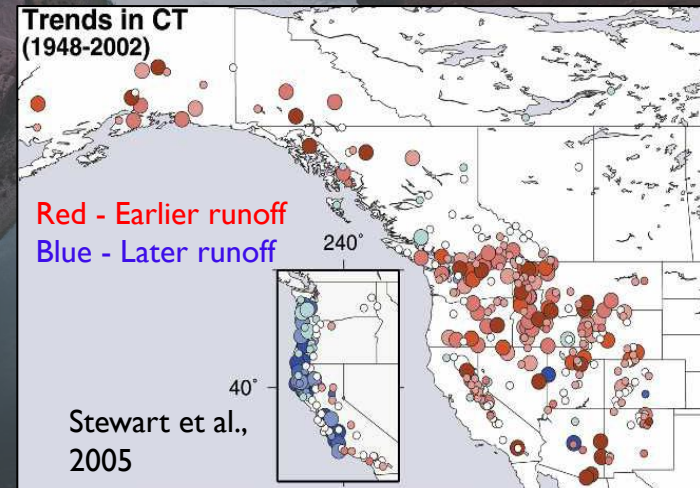 Trends in CT
(1948-2002)
Red - Earlier runoff
Blue - Later runoff
240°
40°
Stewart et al.,
2005